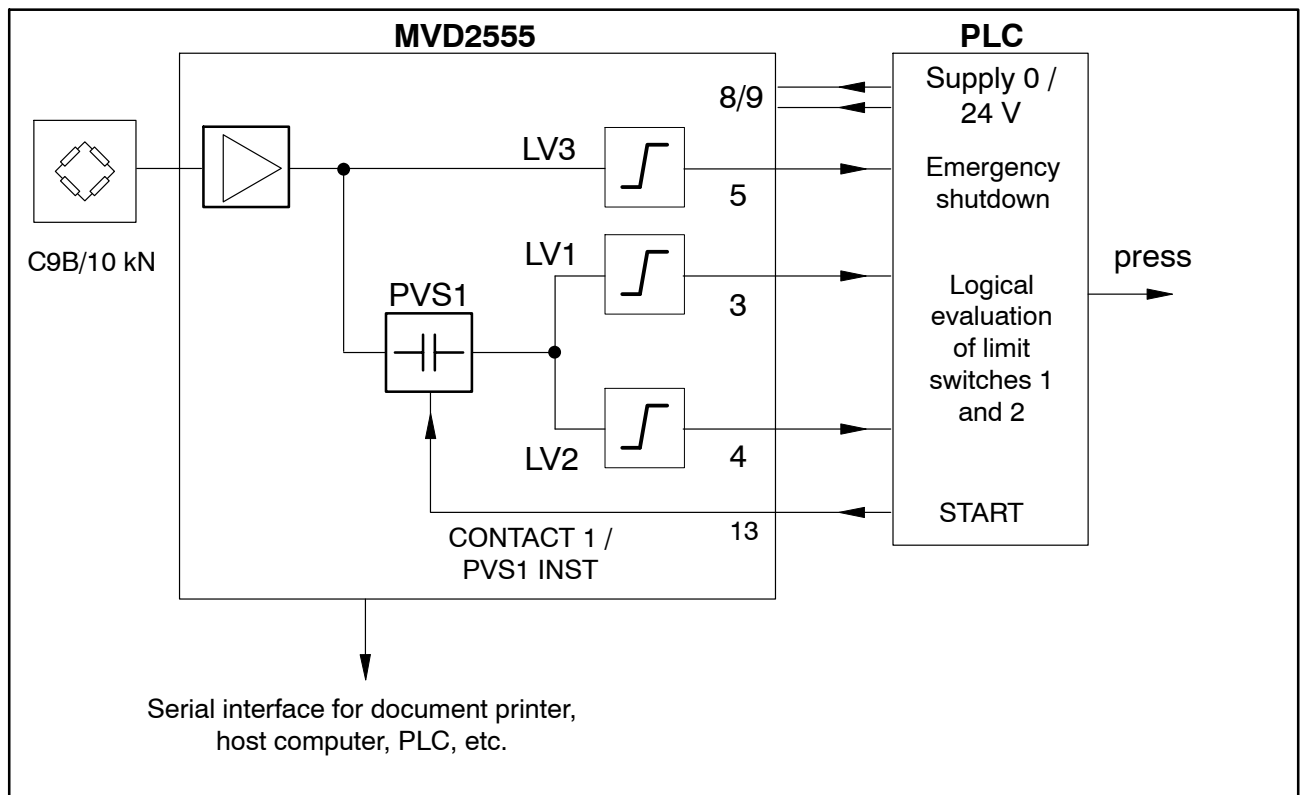 MVD2555
PLC
8/9
Supply 0 /
24 V
LV3
5
Emergency
shutdown
C9B/10 kN
LV1
3
PVS1
Logical
evaluation
of limit
switches 1
and 2
press
LV2
4
CONTACT 1 /
PVS1 INST
13
START
Serial interface for document printer,
host computer, PLC, etc.